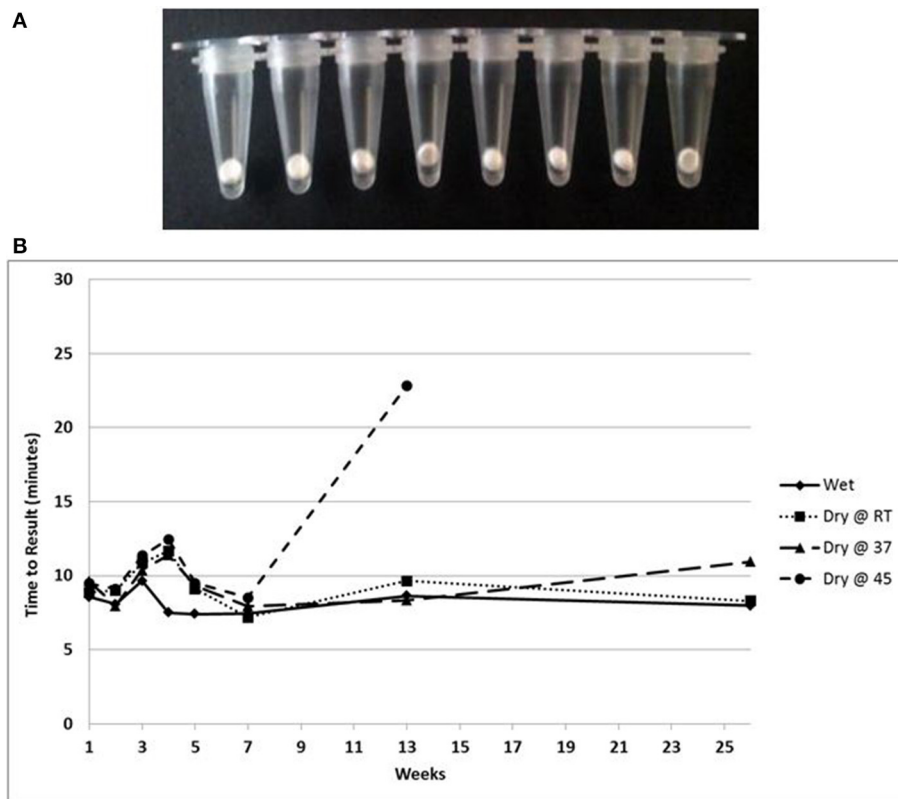 A
B
30
25
20
15
10
5
0
Time to Result (minutes)
1 3 5 7 9 11 13 15 17 19 21 23 25
Weeks
Wet
Dry @ RT
Dry @ 37
Dry @ 45